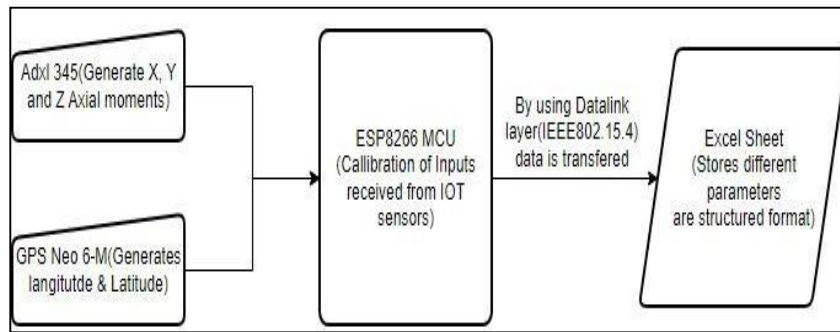 Adxl 345(Generate X, Y
and Z Axial moments)
GPS Neo 6-M(Generates
langitutde & Latitude)
ESP8266 MCU
(Callibration of Inputs
received from IOT
sensors)
By using Datalink
layer(IEEE802.15.4)
data is transfered
Excel Sheet
(Stores different
parameters
are structured format)